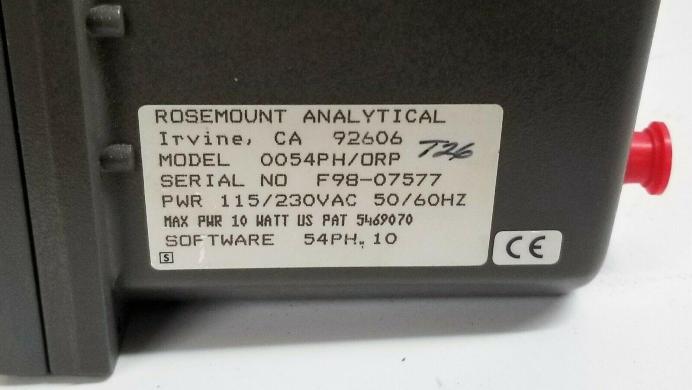 ROSEMOUNT ANALYTICAL
Irvine, CA 92606
MODEL 0054PH/ORP T26
SERIAL NO F98-07577
PWR 115/230VAC 50/60HZ
MAX PWR 10 WATT US PAT 5469070
SOFTWARE 54PH.10
S
CE